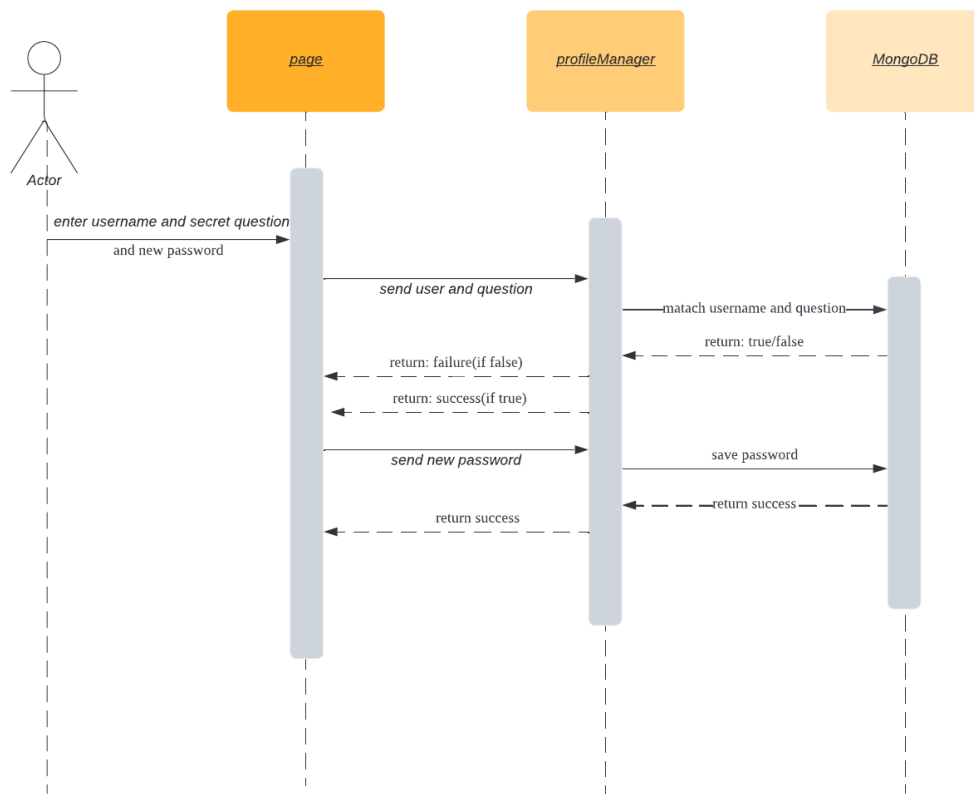 page
profileManager
MongoDB
Actor
enter username and secret question
and new password
send user and question
matach username and question
return: true/false
return: failure(if false)
return: success(if true)
send new password
save password
return success
return success